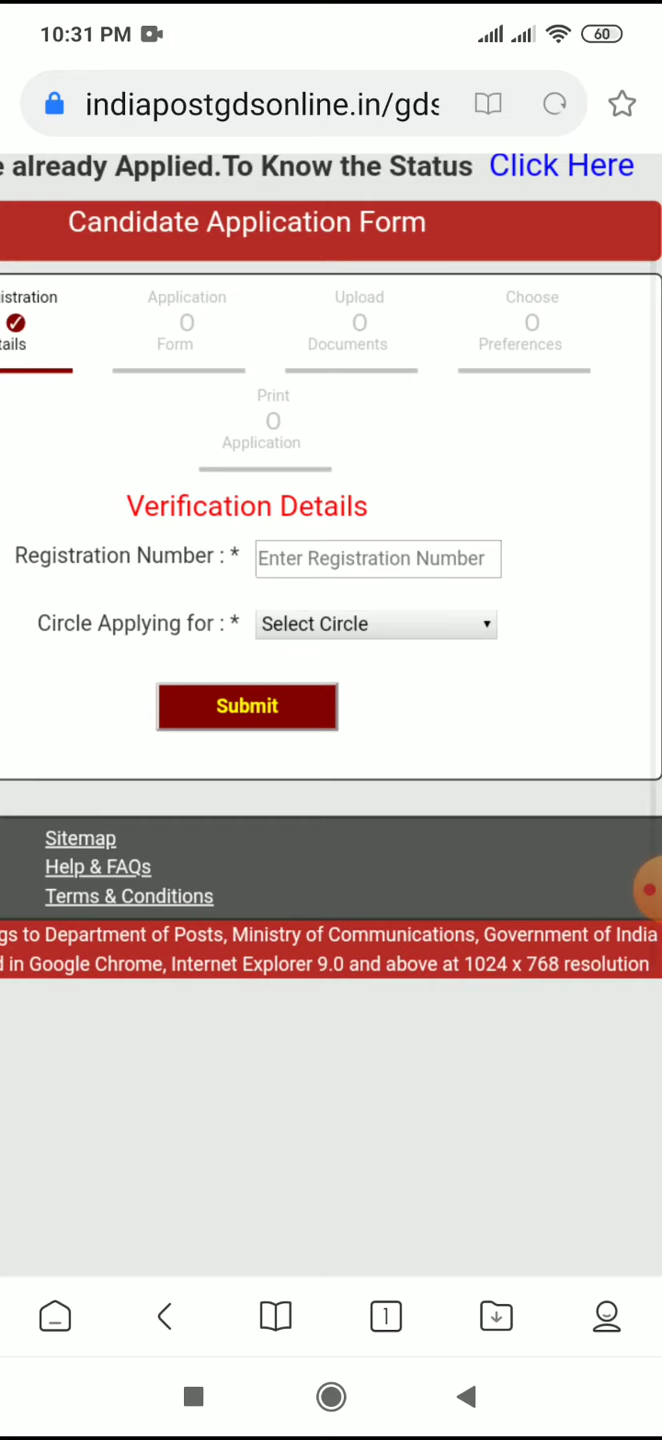 10:31 PM
60
indiapostgdsonline.in/gds
e already Applied.To Know the Status Click Here
Candidate Application Form
istration
tails
Application
0
Form
Upload
0
Documents
Choose
0
Preferences
Print
0
Application
Verification Details
Registration Number : * Enter Registration Number
Circle Applying for : * Select Circle
Submit
Sitemap
Help & FAQs
Terms & Conditions
gs to Department of Posts, Ministry of Communications, Government of India
d in Google Chrome, Internet Explorer 9.0 and above at 1024 x 768 resolution
1